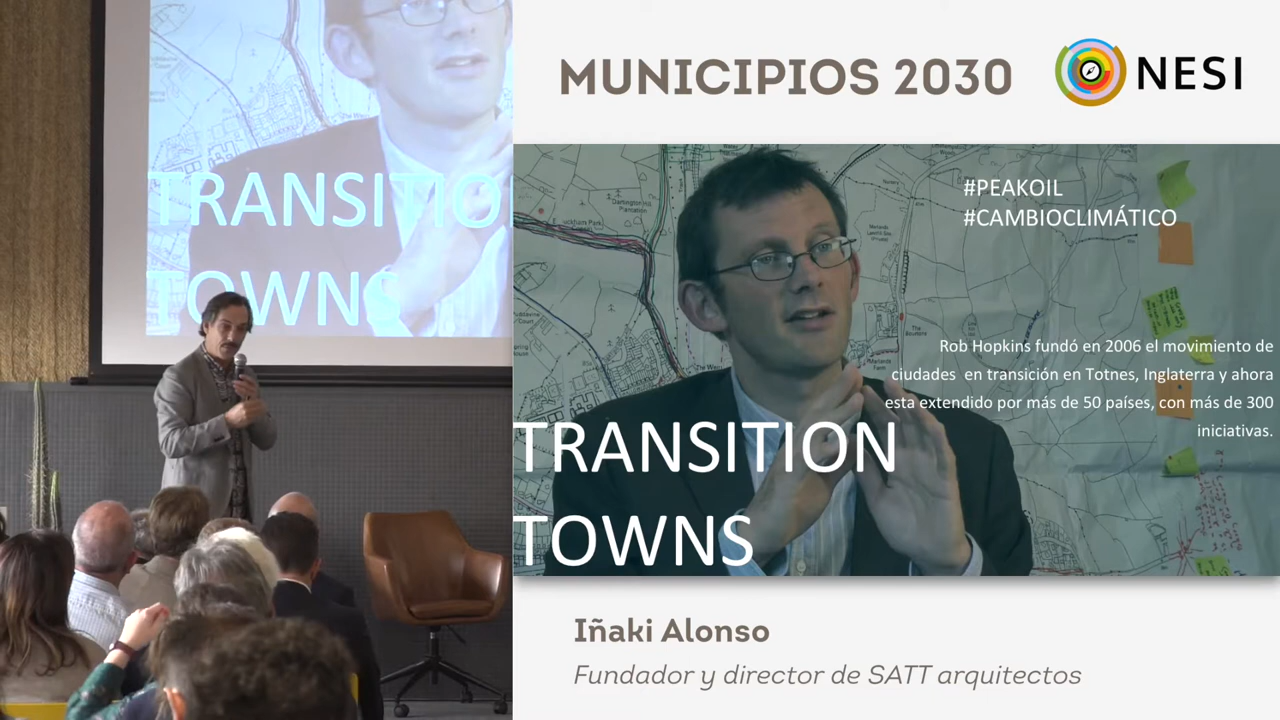 TRANSITIO
TOWNS
MUNICIPIOS 2030
NESI
#PEAKOIL
#CAMBIOCLIMÁTICO
Rob Hopkins fundó en 2006 el movimiento de
ciudades en transición en Totnes, Inglaterra y ahora
esta extendido por más de 50 países, con más de 300
iniciativas.
TRANSITION
TOWNS
Iñaki Alonso
Fundador y director de SATT arquitectos